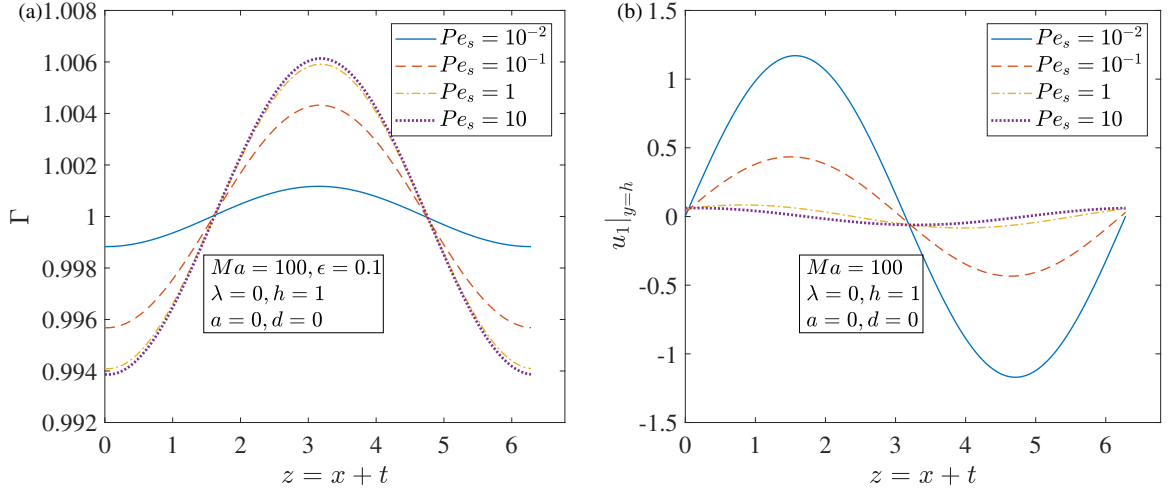 (a)
1.008
1.006
1.004
1.002
1
0.998
0.996
0.994
0.992
Γ
Pe_s = 10^{-2}
Pe_s = 10^{-1}
Pe_s = 1
Pe_s = 10
Ma = 100, ϵ = 0.1
λ = 0, h = 1
a = 0, d = 0
0 1 2 3 4 5 6
z = x + t
(b)
1.5
1
0.5
0
-0.5
-1
-1.5
u_1|_{y=h}
Pe_s = 10^{-2}
Pe_s = 10^{-1}
Pe_s = 1
Pe_s = 10
Ma = 100
λ = 0, h = 1
a = 0, d = 0
0 1 2 3 4 5 6
z = x + t